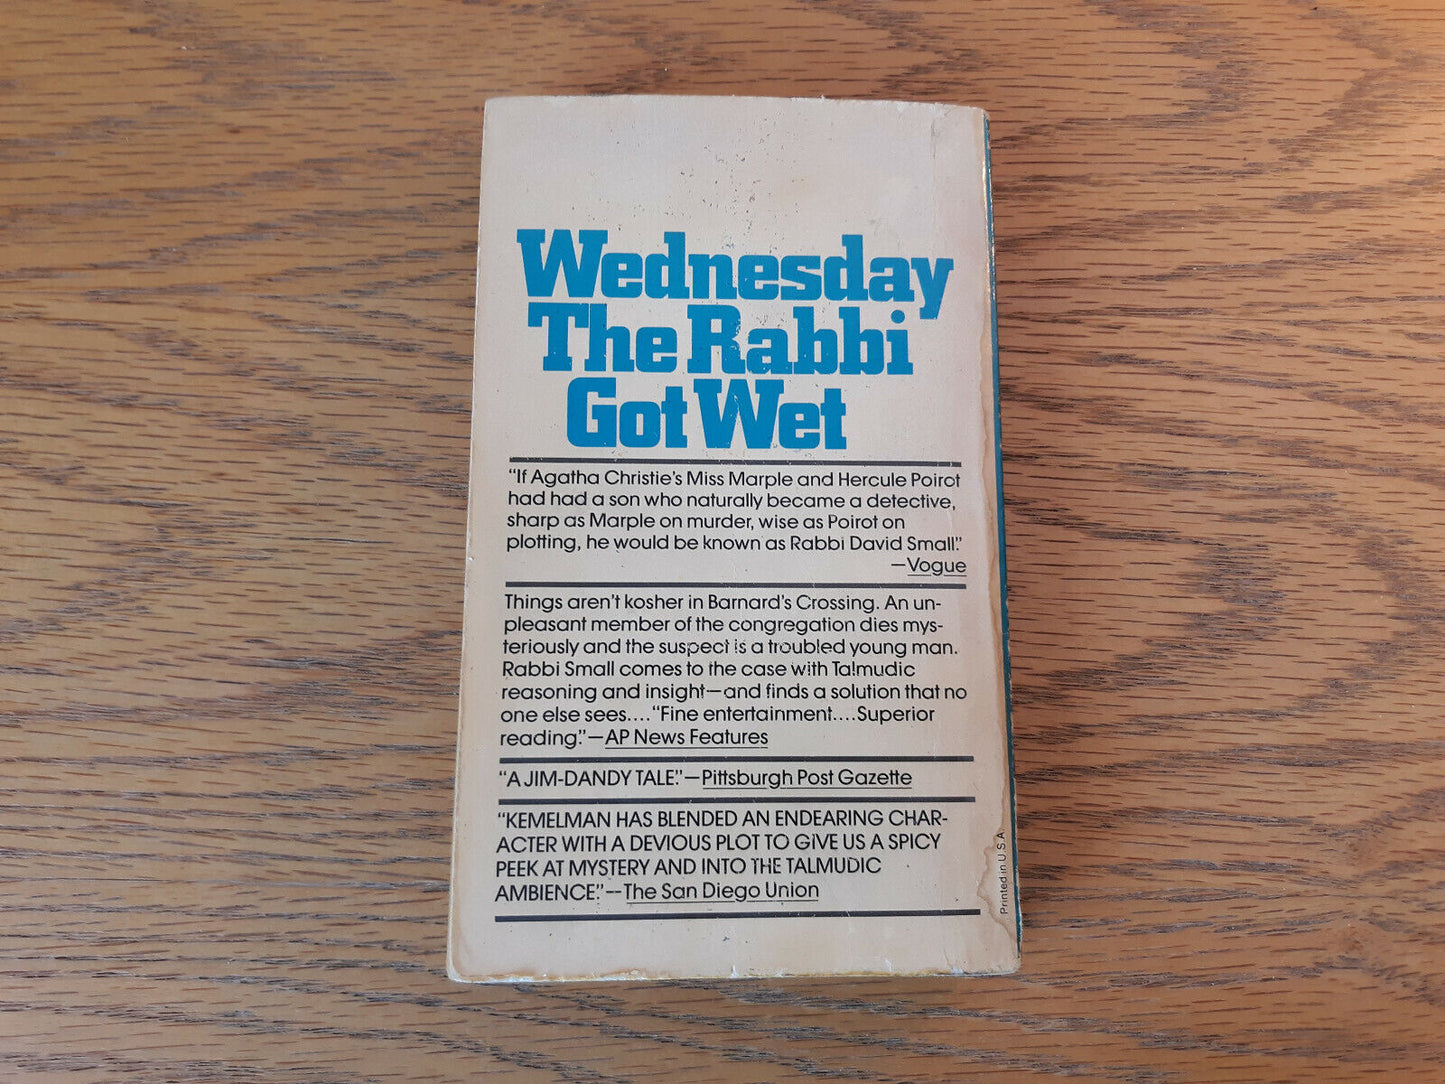 Wednesday
The Rabbi
Got Wet
"If Agatha Christie's Miss Marple and Hercule Poirot
had had a son who naturally became a detective,
sharp as Marple on murder, wise as Poirot on
plotting, he would be known as Rabbi David Small."
—Vogue
Things aren't kosher in Barnard's Crossing. An un-
pleasant member of the congregation dies mys-
teriously and the suspect is a troubled young man.
Rabbi Small comes to the case with Talmudic
reasoning and insight—and finds a solution that no
one else sees.... "Fine entertainment....Superior
reading."—AP News Features
"A JIM-DANDY TALE."—Pittsburgh Post Gazette
"KEMELMAN HAS BLENDED AN ENDEARING CHAR-
ACTER WITH A DEVIOUS PLOT TO GIVE US A SPICY
PEEK AT MYSTERY AND INTO THE TALMUDIC
AMBIENCE."--The San Diego Union
Printed in U.S.A.